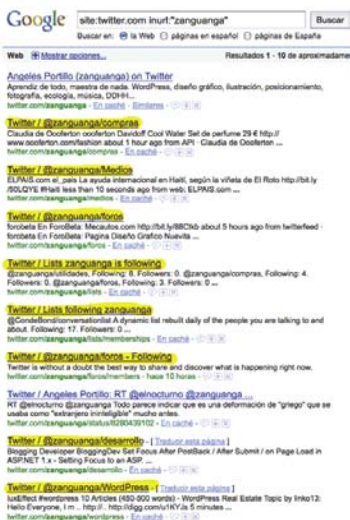 Google
site:twitter.com inurl:"zanguanga"
Buscar
Buscar en: la Web páginas en español páginas de España
Web Mostrar opciones... Resultados 1 - 10 de aproximadamen
Angeles Portillo (zanguanga) on Twitter
Aprendiz de todo, maestra de nada. WordPress, diseño gráfico, ilustración, posicionamiento,
fotografía, ecología, música, DDHH...
twitter.com/zanguanga - En caché - Similares -
Twitter / @zanguanga/compras
Claudia de Ocoferton ocoferton Davidoff Cool Water Set de perfume 29 € http://
www.ocoferton.com/fashion about 1 hour ago from API · Claudia de Ocoferton ...
twitter.com/zanguanga/compras - En caché -
Twitter / @zanguanga/Medios
ELPAIS.com el_pais La ayuda internacional en Haití, según la viñeta de El Roto http://bit.ly
/50LQYE #Haiti less than 10 seconds ago from web; ELPAIS.com ...
twitter.com/zanguanga/medios - En caché -
Twitter / @zanguanga/foros
forobeta En ForoBeta: Mecautos.com http://bit.ly/8BCtkb about 5 hours ago from twitterfeed ·
forobeta En ForoBeta: Pagina Diseño Grafico Nuevita ...
twitter.com/zanguanga/foros - En caché -
Twitter / Lists zanguanga is following
@zanguanga/utilidades, Following: 8. Followers: 0. @zanguanga/compras, Following: 4.
Followers: 0. @zanguanga/foros, Following: 3. Followers: 0 ...
twitter.com/zanguanga/lists - En caché -
Twitter / Lists following zanguanga
@CondeBond/conversationlist A dynamic list rebuilt daily of the people you are talking to and
about. Following: 17. Followers: 0 ...
twitter.com/zanguanga/lists/memberships - En caché -
Twitter / @zanguanga/foros - Following
Twitter is without a doubt the best way to share and discover what is happening right now.
twitter.com/zanguanga/foros/members - hace 10 horas -
Twitter / Angeles Portillo: RT @elnocturno @zanguanga ...
RT @elnocturno @zanguanga Todo parece indicar que es una deformación de "griego" que se
usaba como "extranjero ininteligible" mucho antes.
twitter.com/zanguanga/status/8280439102 - En caché -
Twitter / @zanguanga/desarrollo - [ Traducir esta página ]
Blogging Developer BloggingDev Set Focus After PostBack / After Submit / on Page Load in
ASP.NET 1.x - Setting Focus to an ASP. ...
twitter.com/zanguanga/desarrollo - En caché -
Twitter / @zanguanga/WordPress - [ Traducir esta página ]
luxEffect #wordpress 10 Articles (450-500 words) - WordPress Real Estate Topic by linko13:
Hello Everyone, I m .. http://. http://digg.com/u1KYJs 5 minutes ...
twitter.com/zanguanga/wordpress - En caché -